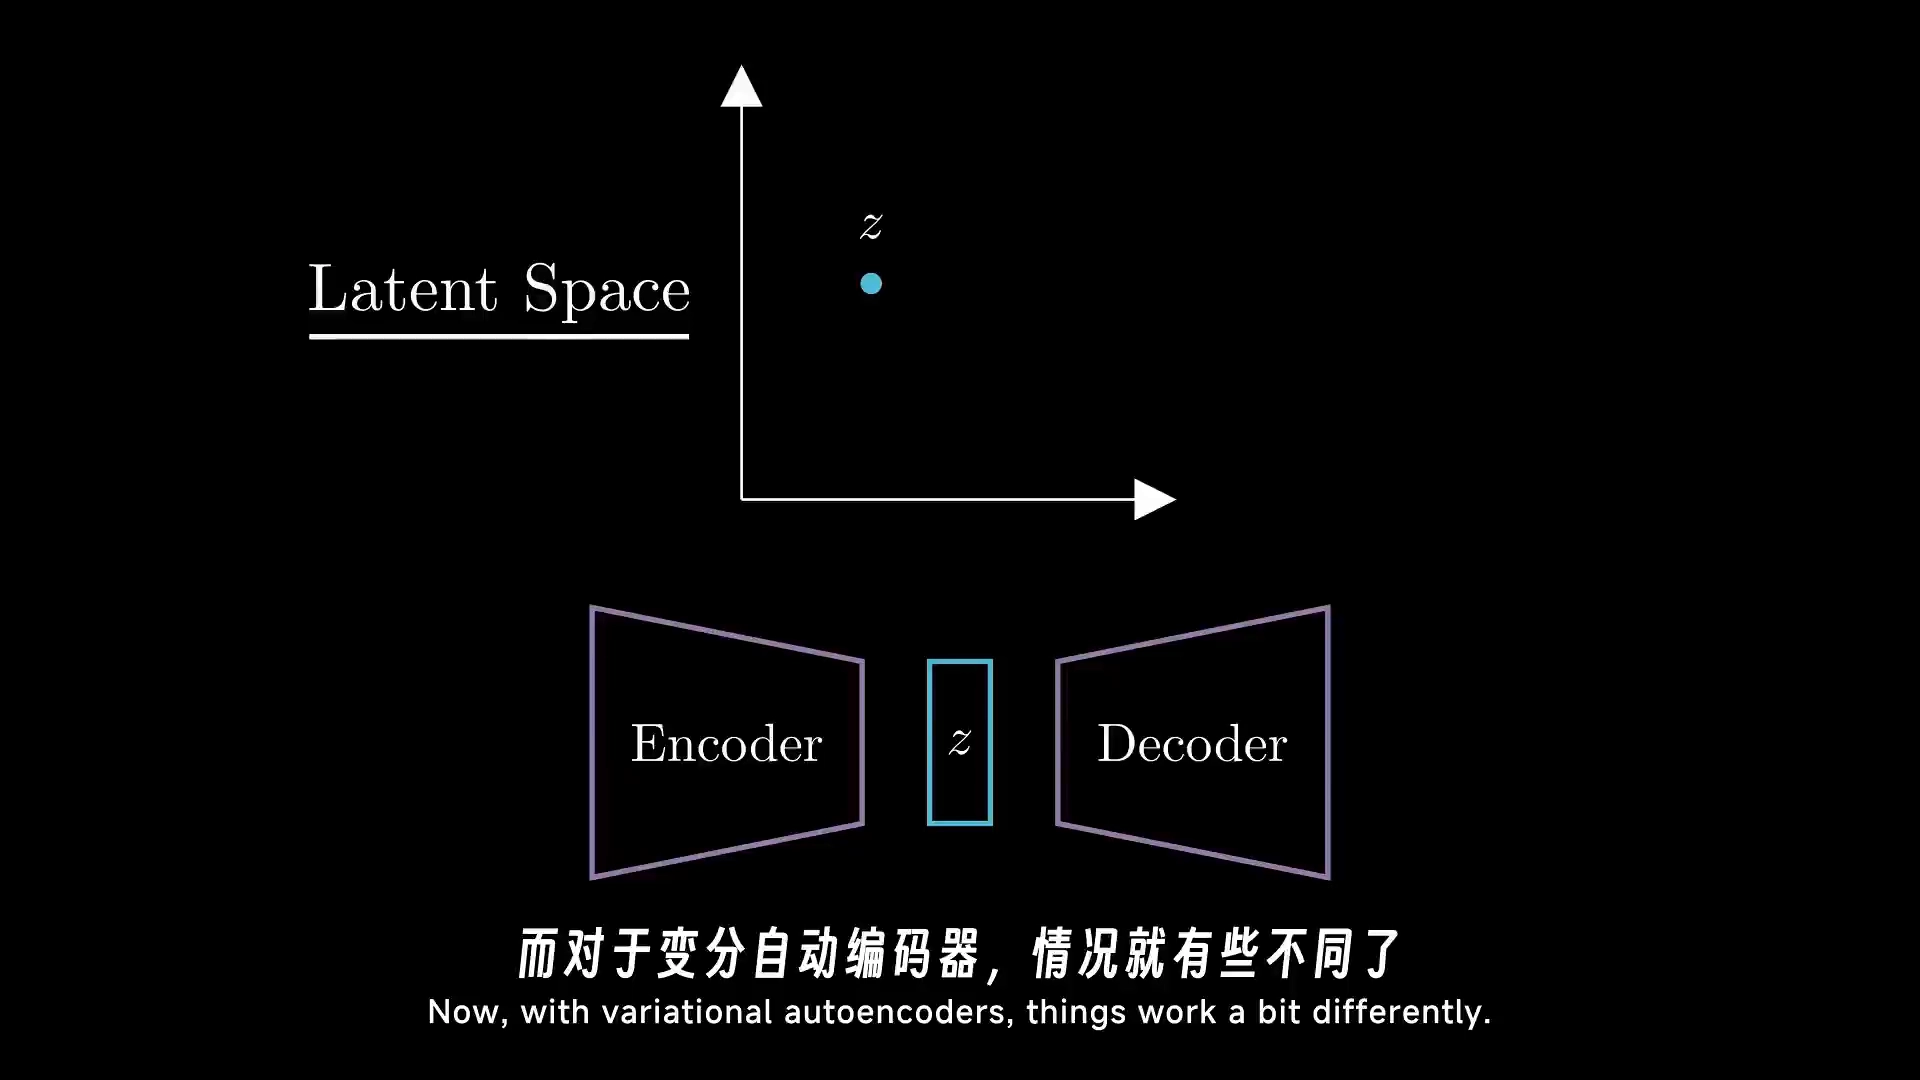 z
Latent Space
Encoder
z
Decoder
而对于变分自动编码器，情况就有些不同了
Now, with variational autoencoders, things work a bit differently.